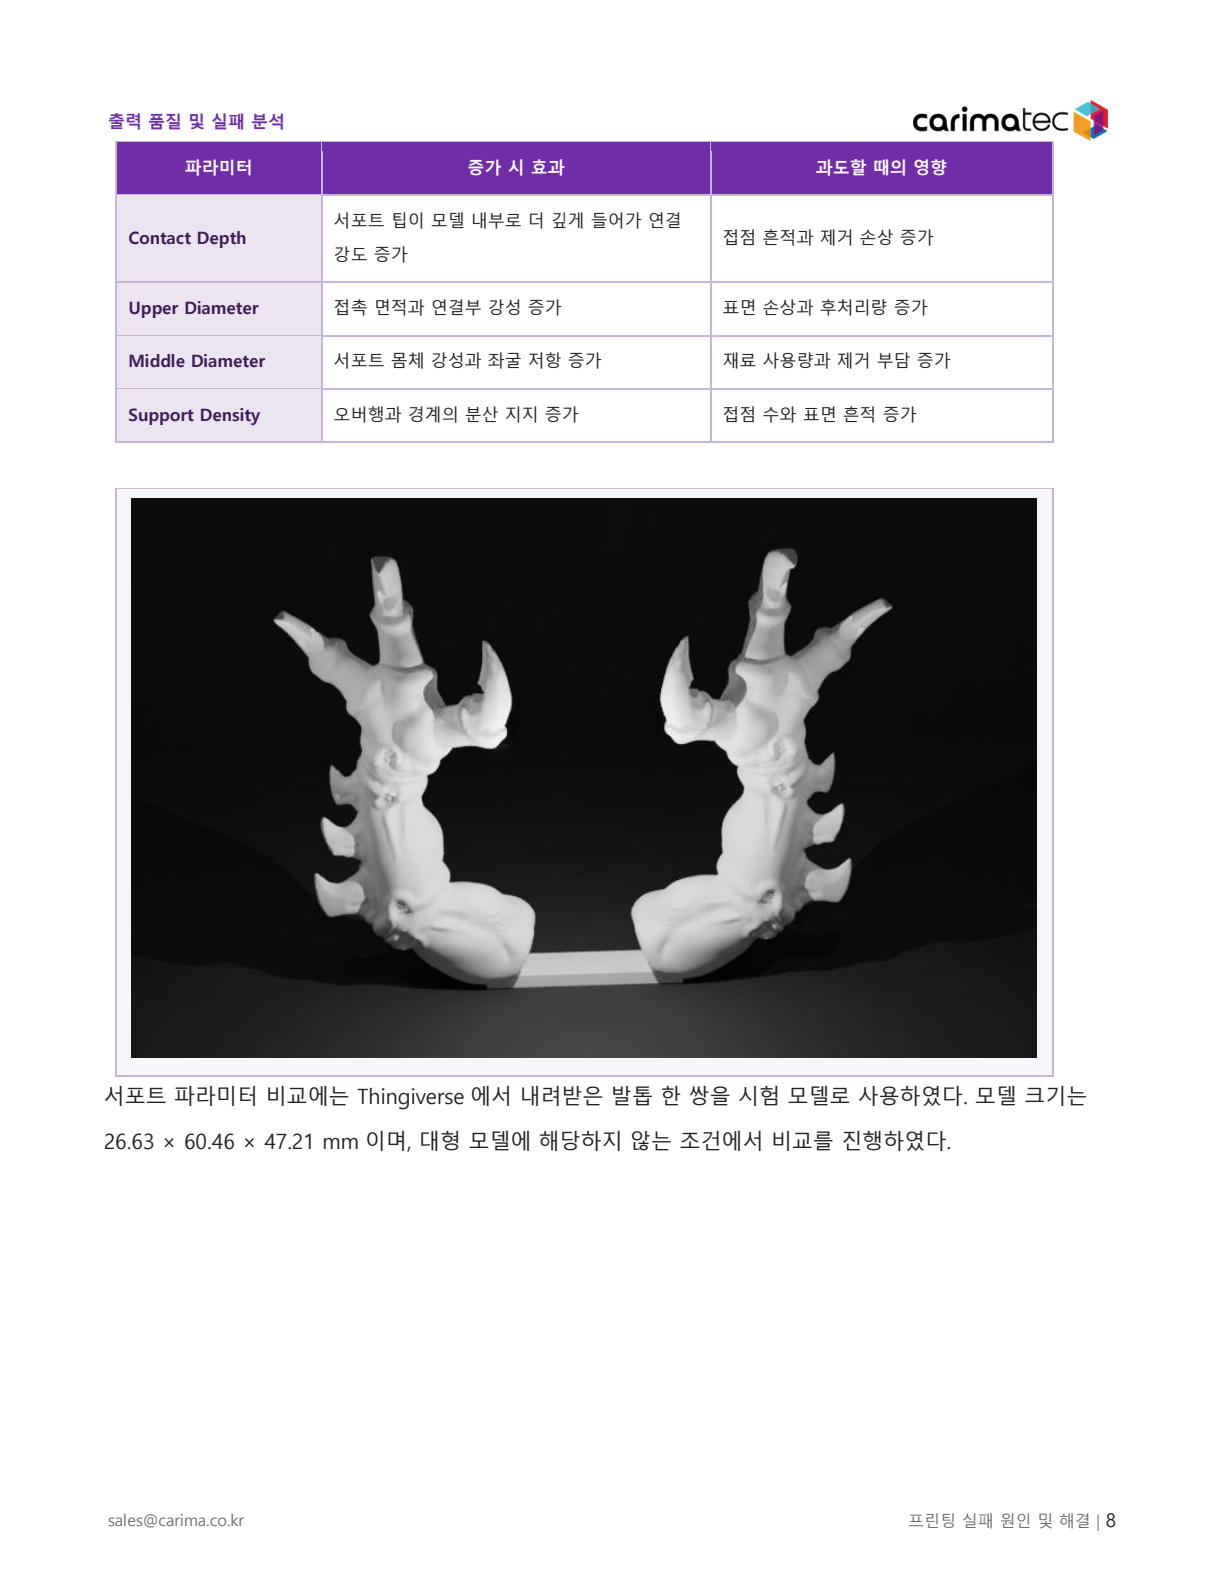 출력 품질 및 실패 분석
carimatec
파라미터 증가 시 효과 과도할 때의 영향
Contact Depth 서포트 팁이 모델 내부로 더 깊게 들어가 연결 접점 흔적과 제거 손상 증가
강도 증가
Upper Diameter 접촉 면적과 연결부 강성 증가 표면 손상과 후처리량 증가
Middle Diameter 서포트 몸체 강성과 좌굴 저항 증가 재료 사용량과 제거 부담 증가
Support Density 오버행과 경계의 분산 지지 증가 접점 수와 표면 흔적 증가
서포트 파라미터 비교에는 Thingiverse 에서 내려받은 발톱 한 쌍을 시험 모델로 사용하였다. 모델 크기는
26.63 × 60.46 × 47.21 mm 이며, 대형 모델에 해당하지 않는 조건에서 비교를 진행하였다.
sales@carima.co.kr
프린팅 실패 원인 및 해결 | 8